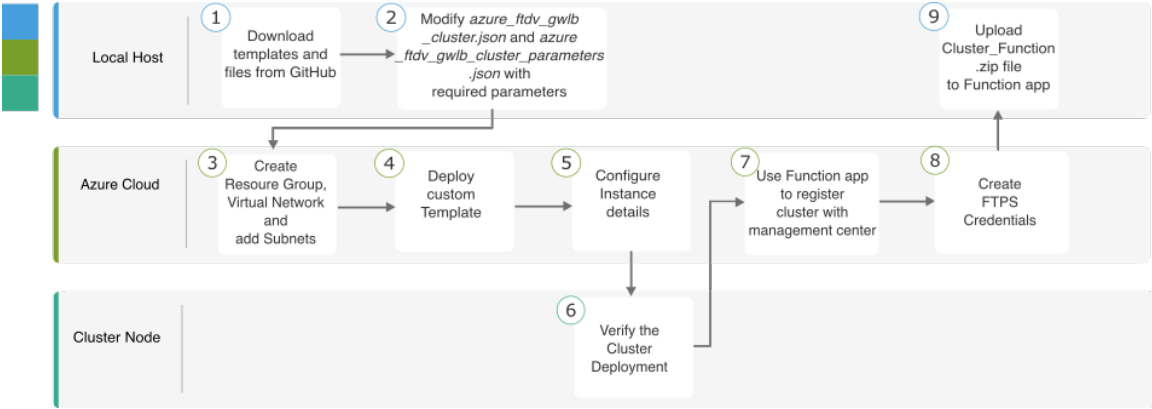 Local Host
1
Download
templates and
files from GitHub
2
Modify azure_ftdv_gwlb
_cluster.json and azure
_ftdv_gwlb_cluster_parameters
.json with
required parameters
9
Upload
Cluster_Function
.zip file
to Function app
Azure Cloud
3
Create
Resoure Group,
Virtual Network
and
add Subnets
4
Deploy
custom
Template
5
Configure
Instance
details
7
Use Function app
to register
cluster with
management center
8
Create
FTPS
Credentials
Cluster Node
6
Verify the
Cluster
Deployment